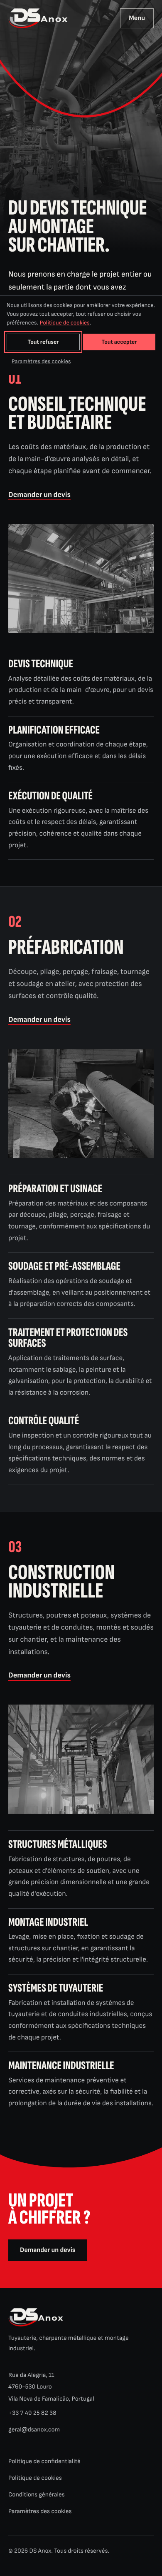 DS Anox
Menu
DU DEVIS TECHNIQUE
AU MONTAGE
SUR CHANTIER.
Nous prenons en charge le projet entier ou
seulement la partie dont vous avez
Nous utilisons des cookies pour améliorer votre expérience.
Vous pouvez tout accepter, tout refuser ou choisir vos
préférences. Politique de cookies.
Tout refuser
Tout accepter
Paramètres des cookies
01
CONSEIL TECHNIQUE
ET BUDGÉTAIRE
Les coûts des matériaux, de la production
et de la main-d'œuvre analysés en détail, et
chaque étape planifiée avant de commencer.
Demander un devis
DEVIS TECHNIQUE
Analyse détaillée des coûts des matériaux, de la
production et de la main-d'œuvre, pour un devis
précis et transparent.
PLANIFICATION EFFICACE
Organisation et coordination de chaque étape,
pour une exécution efficace et dans les délais
fixés.
EXÉCUTION DE QUALITÉ
Une exécution rigoureuse, avec la maîtrise des
coûts et le respect des délais, garantissant
précision, cohérence et qualité dans chaque
projet.
02
PRÉFABRICATION
Découpe, pliage, perçage, fraisage, tournage
et soudage en atelier, avec protection des
surfaces et contrôle qualité.
Demander un devis
PRÉPARATION ET USINAGE
Préparation des matériaux et des composants
par découpe, pliage, perçage, fraisage et
tournage, conformément aux spécifications du
projet.
SOUDAGE ET PRÉ-ASSEMBLAGE
Réalisation des opérations de soudage et
d'assemblage, en veillant au positionnement et
à la préparation corrects des composants.
TRAITEMENT ET PROTECTION DES
SURFACES
Application de traitements de surface,
notamment le sablage, la peinture et la
galvanisation, pour la protection, la durabilité et
la résistance à la corrosion.
CONTRÔLE QUALITÉ
Une inspection et un contrôle rigoureux tout au
long du processus, garantissant le respect des
spécifications techniques, des normes et des
exigences du projet.
03
CONSTRUCTION
INDUSTRIELLE
Structures, poutres et poteaux, systèmes de
tuyauterie et de conduites, montés et soudés
sur chantier, et la maintenance des
installations.
Demander un devis
STRUCTURES MÉTALLIQUES
Fabrication de structures, de poutres, de
poteaux et d'éléments de soutien, avec une
grande précision dimensionnelle et une grande
qualité d'exécution.
MONTAGE INDUSTRIEL
Levage, mise en place, fixation et soudage de
structures sur chantier, en garantissant la
sécurité, la précision et l'intégrité structurelle.
SYSTÈMES DE TUYAUTERIE
Fabrication et installation de systèmes de
tuyauterie et de conduites industrielles, conçus
conformément aux spécifications techniques
de chaque projet.
MAINTENANCE INDUSTRIELLE
Services de maintenance préventive et
corrective, axés sur la sécurité, la fiabilité et la
prolongation de la durée de vie des installations.
UN PROJET
À CHIFFRER ?
Demander un devis
DS Anox
Tuyauterie, charpente métallique et montage
industriel.
Rua da Alegria, 11
4760-530 Louro
Vila Nova de Famalicão, Portugal
+33 7 49 25 82 38
geral@dsanox.com
Politique de confidentialité
Politique de cookies
Conditions générales
Paramètres des cookies
© 2026 DS Anox. Tous droits réservés.